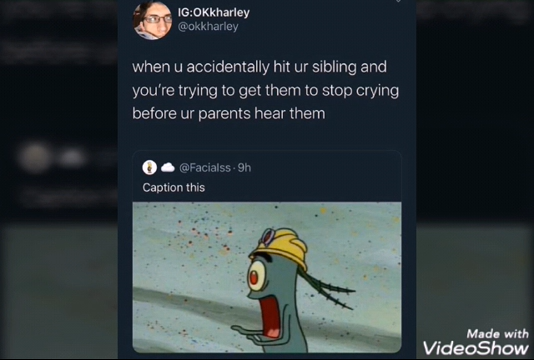 IG:OKkharley
@okkharley
when u accidentally hit ur sibling and
you're trying to get them to stop crying
before ur parents hear them
@Facialss · 9h
Caption this
Made with
VideoShow